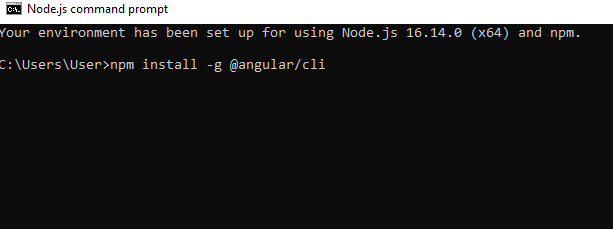 Node.js command prompt
Your environment has been set up for using Node.js 16.14.0 (x64) and npm.
C:\Users\User>npm install -g @angular/cli